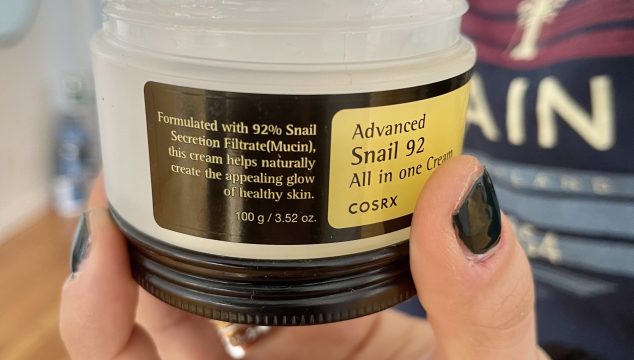 Formulated with 92% Snail
Secretion Filtrate(Mucin),
this cream helps naturally
create the appealing glow
of healthy skin.
100 g / 3.52 oz.
Advanced
Snail 92
All in one Cream
COSRX
AIN